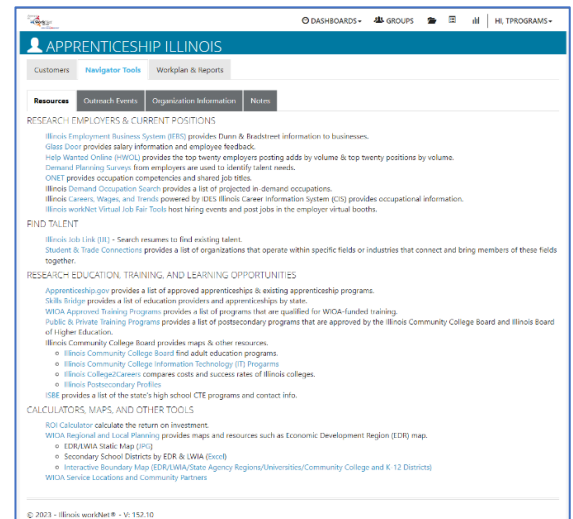 DASHBOARDS GROUPS HI, TPROGRAMS
APPRENTICESHIP ILLINOIS
Customers Navigator Tools Workplan & Reports
Resources Outreach Events Organization Information Notes
RESEARCH EMPLOYERS & CURRENT POSITIONS
Illinois Employment Business System (IEBS) provides Dunn & Bradstreet information to businesses.
Glass Door provides salary information and employee feedback.
Help Wanted Online (HWOL) provides the top twenty employers posting adds by volume & top twenty positions by volume.
Demand Planning Surveys from employers are used to identify talent needs.
ONET provides occupation competencies and shared job titles.
Illinois Demand Occupation Search provides a list of projected in-demand occupations.
Illinois Careers, Wages, and Trends powered by IDES Illinois Career Information System (CIS) provides occupational information.
Illinois workNet Virtual Job Fair Tools host hiring events and post jobs in the employer virtual booths.
FIND TALENT
Illinois Job Link (IJL) - Search resumes to find existing talent.
Student & Trade Connections provides a list of organizations that operate within specific fields or industries that connect and bring members of these fields
together.
RESEARCH EDUCATION, TRAINING, AND LEARNING OPPORTUNITIES
Apprenticeship.gov provides a list of approved apprenticeships & existing apprenticeship programs.
Skills Bridge provides a list of education providers and apprenticeships by state.
WIOA Approved Training Programs provides a list of programs that are qualified for WIOA-funded training.
Public & Private Training Programs provides a list of postsecondary programs that are approved by the Illinois Community College Board and Illinois Board
of Higher Education.
Illinois Community College Board provides maps & other resources.
Illinois Community College Board find adult education programs.
Illinois Community College Information Technology (IT) Progarms
Illinois College2Careers compares costs and success rates of Illinois colleges.
Illinois Postsecondary Profiles
ISBE provides a list of the state's high school CTE programs and contact info.
CALCULATORS, MAPS, AND OTHER TOOLS
ROI Calculator calculate the return on investment.
WIOA Regional and Local Planning provides maps and resources such as Economic Development Region (EDR) map.
EDR/LWIA Static Map (JPG)
Secondary School Districts by EDR & LWIA (Excel)
Interactive Boundary Map (EDR/LWIA/State Agency Regions/Universities/Community College and K-12 Districts)
WIOA Service Locations and Community Partners
© 2023 - Illinois workNet® - V: 152.10